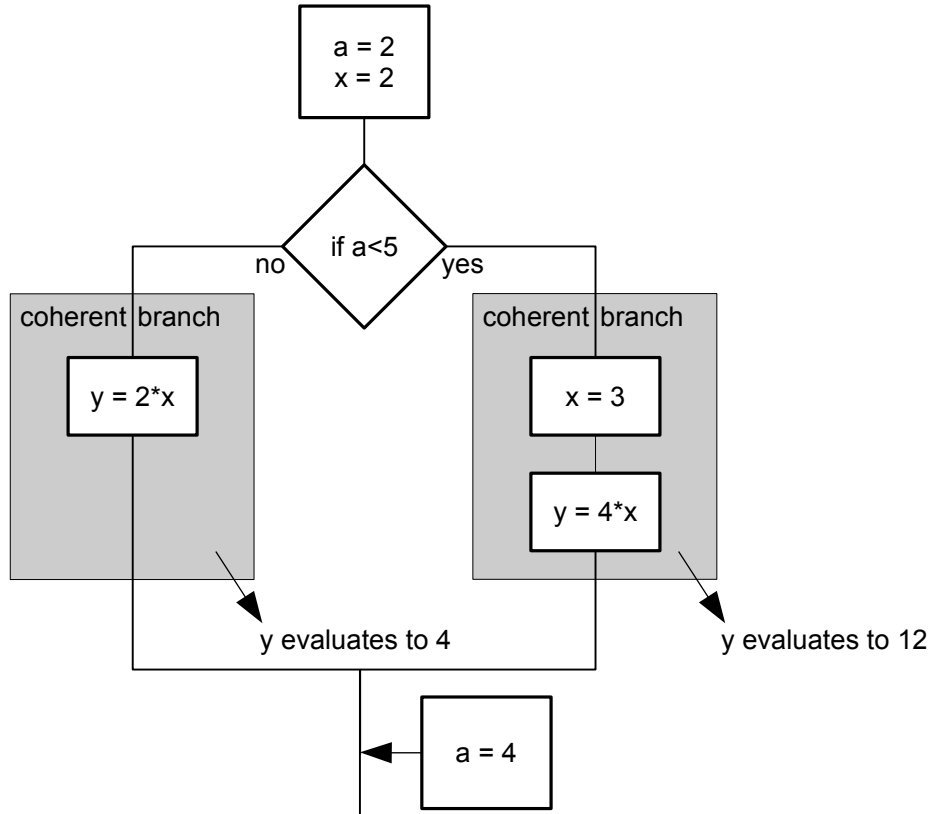 a = 2
x = 2
if a<5
no
yes
coherent branch
y = 2*x
y evaluates to 4
coherent branch
x = 3
y = 4*x
y evaluates to 12
a = 4